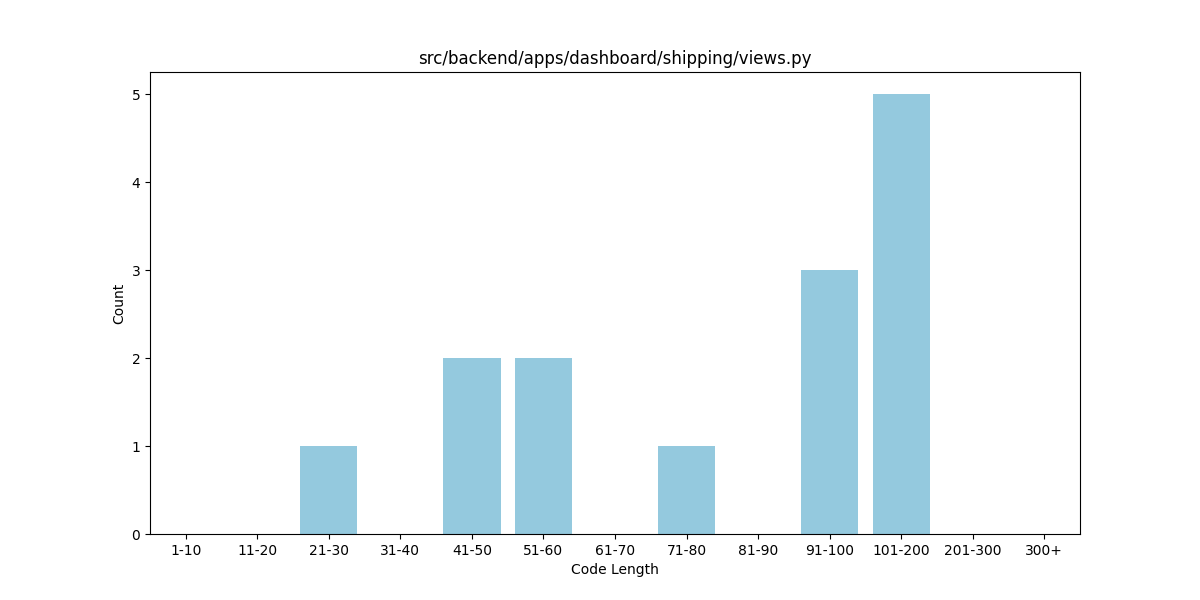 src/backend/apps/dashboard/shipping/views.py
5
4
3
2
1
0
Count
1-10 11-20 21-30 31-40 41-50 51-60 61-70 71-80 81-90 91-100 101-200 201-300 300+
Code Length